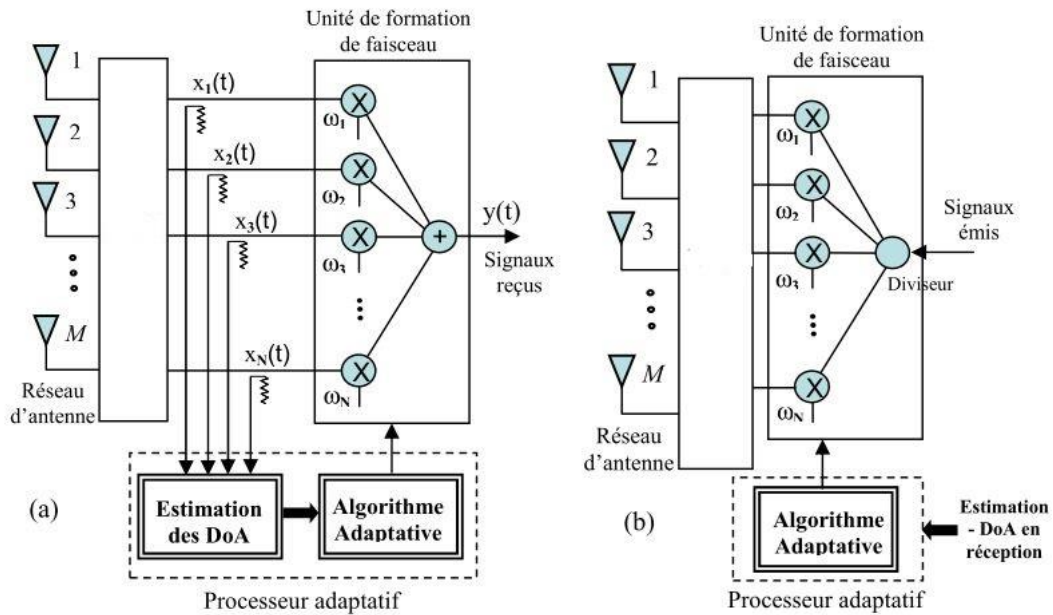 Unité de formation
de faisceau
1
x₁(t)
ω₁
2
x₂(t)
ω₂
3
x₃(t)
ω₃
y(t)
Signaux
reçus
M
x_N(t)
ω_N
Réseau
d'antenne
(a)
Estimation
des DoA
Algorithme
Adaptative
Processeur adaptatif
Unité de formation
de faisceau
1
ω₁
2
ω₂
3
ω₃
Signaux
émis
Diviseur
M
ω_N
Réseau
d'antenne
(b)
Algorithme
Adaptative
Estimation
- DoA en
réception
Processeur adaptatif